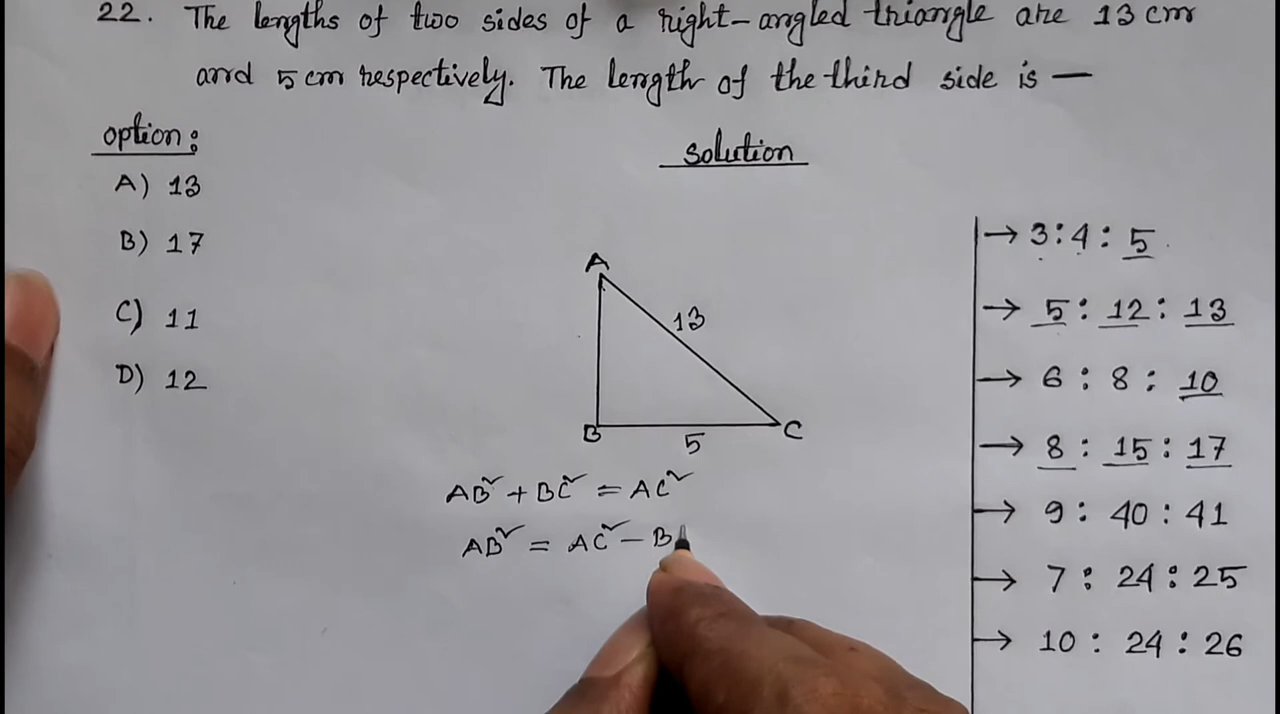 22. The lengths of two sides of a right-angled triangle are 13 cm
and 5 cm respectively. The length of the third side is —
option:
A) 13
B) 17
C) 11
D) 12
solution
A
13
B
5
C
AB² + BC² = AC²
AB² = AC² - B
→ 3:4:5
→ 5:12:13
→ 6:8:10
→ 8:15:17
→ 9:40:41
→ 7:24:25
→ 10:24:26